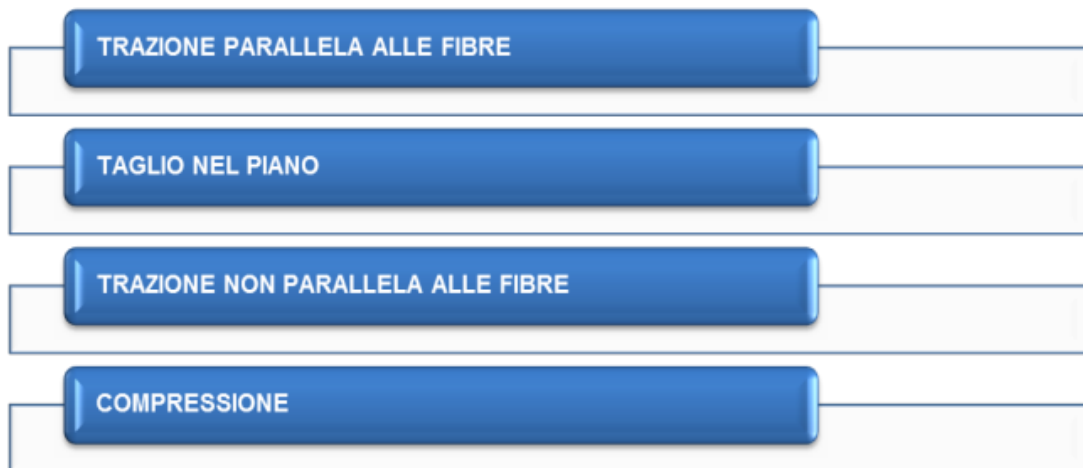 TRAZIONE PARALLELA ALLE FIBRE
TAGLIO NEL PIANO
TRAZIONE NON PARALLELA ALLE FIBRE
COMPRESSIONE